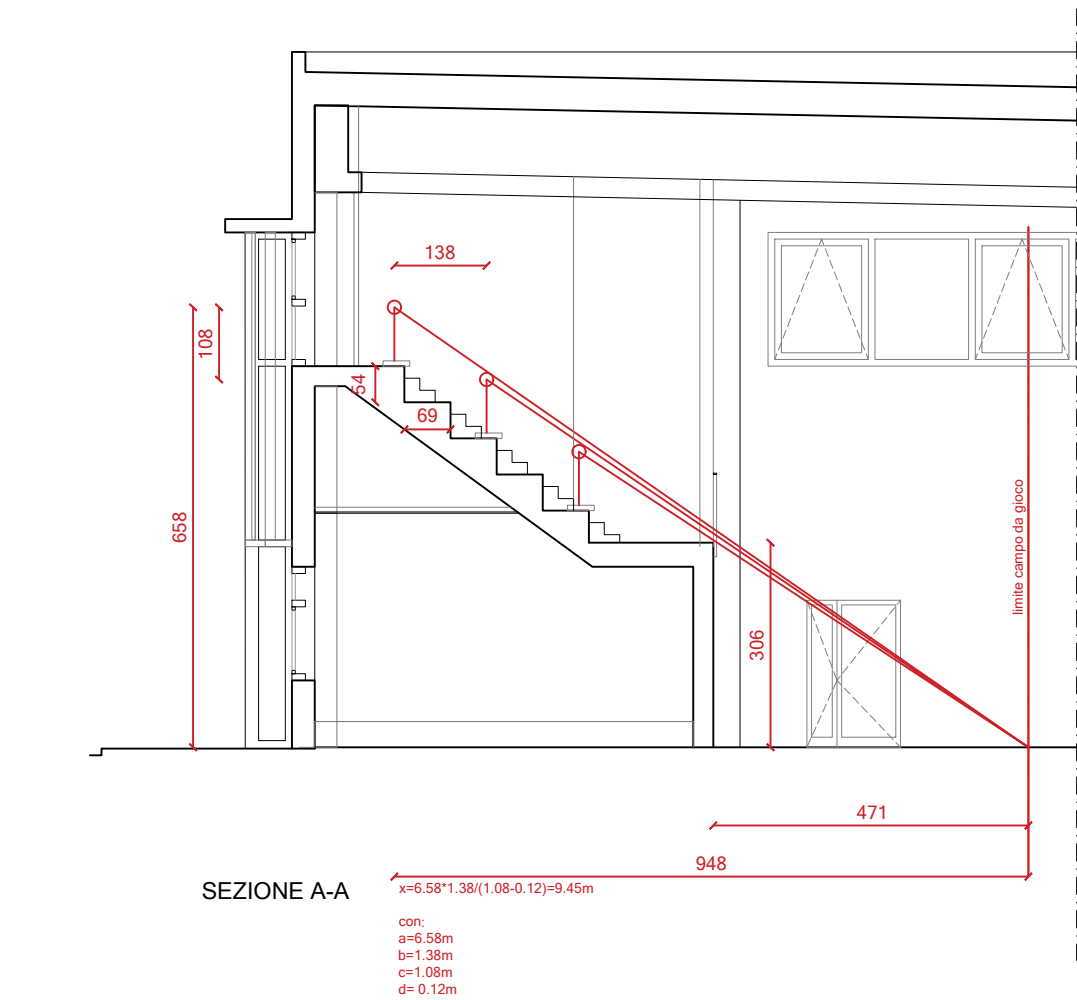 138
108
54
69
658
limite campo da gioco
306
471
948
SEZIONE A-A
x=6.58*1.38/(1.08-0.12)=9.45m
con:
a=6.58m
b=1.38m
c=1.08m
d= 0.12m